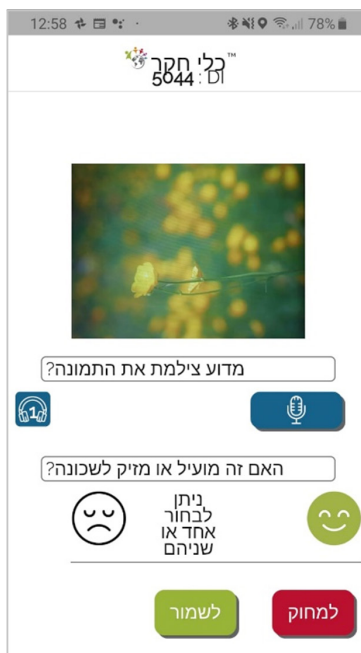 12:58 78%
כלי חקר™
ID : 5044
מדוע צילמת את התמונה?
1
האם זה מועיל או מזיק לשכונה?
ניתן
לבחור
אחד או
שניהם
למחוק לשמור